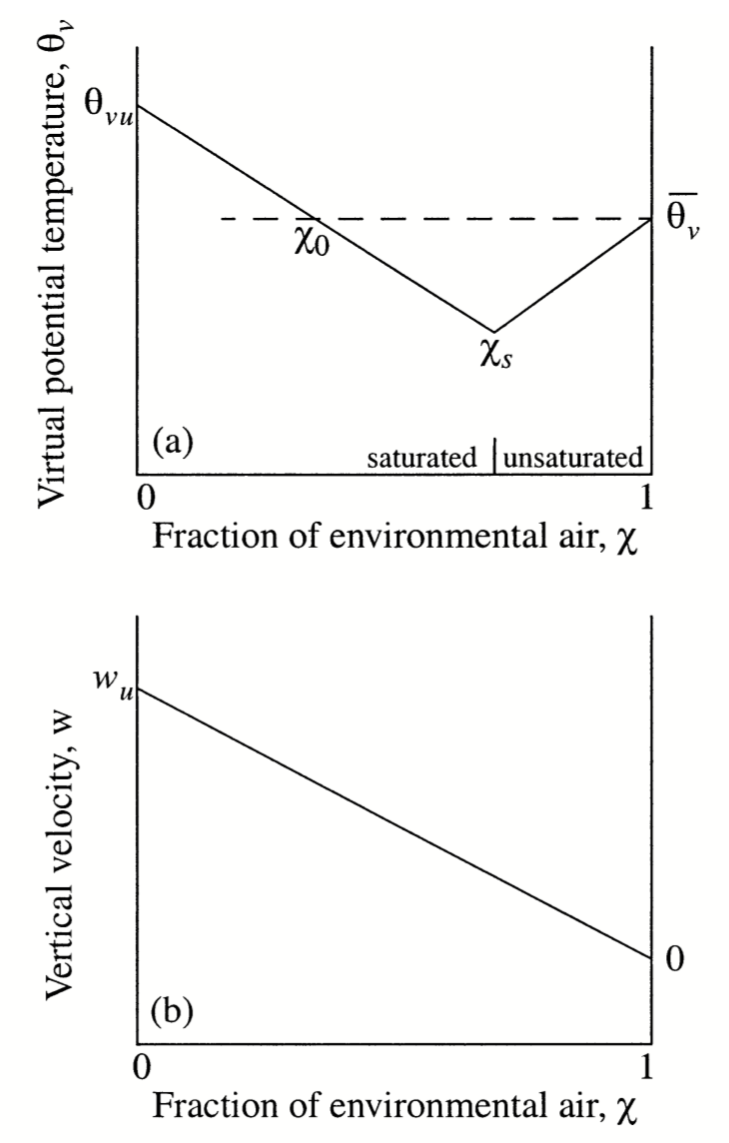 Virtual potential temperature, θᵥ
θᵥᵤ
χ₀
θ̅ᵥ
χₛ
(a)
saturated
unsaturated
0
1
Fraction of environmental air, χ
Vertical velocity, w
wᵤ
0
(b)
0
1
Fraction of environmental air, χ